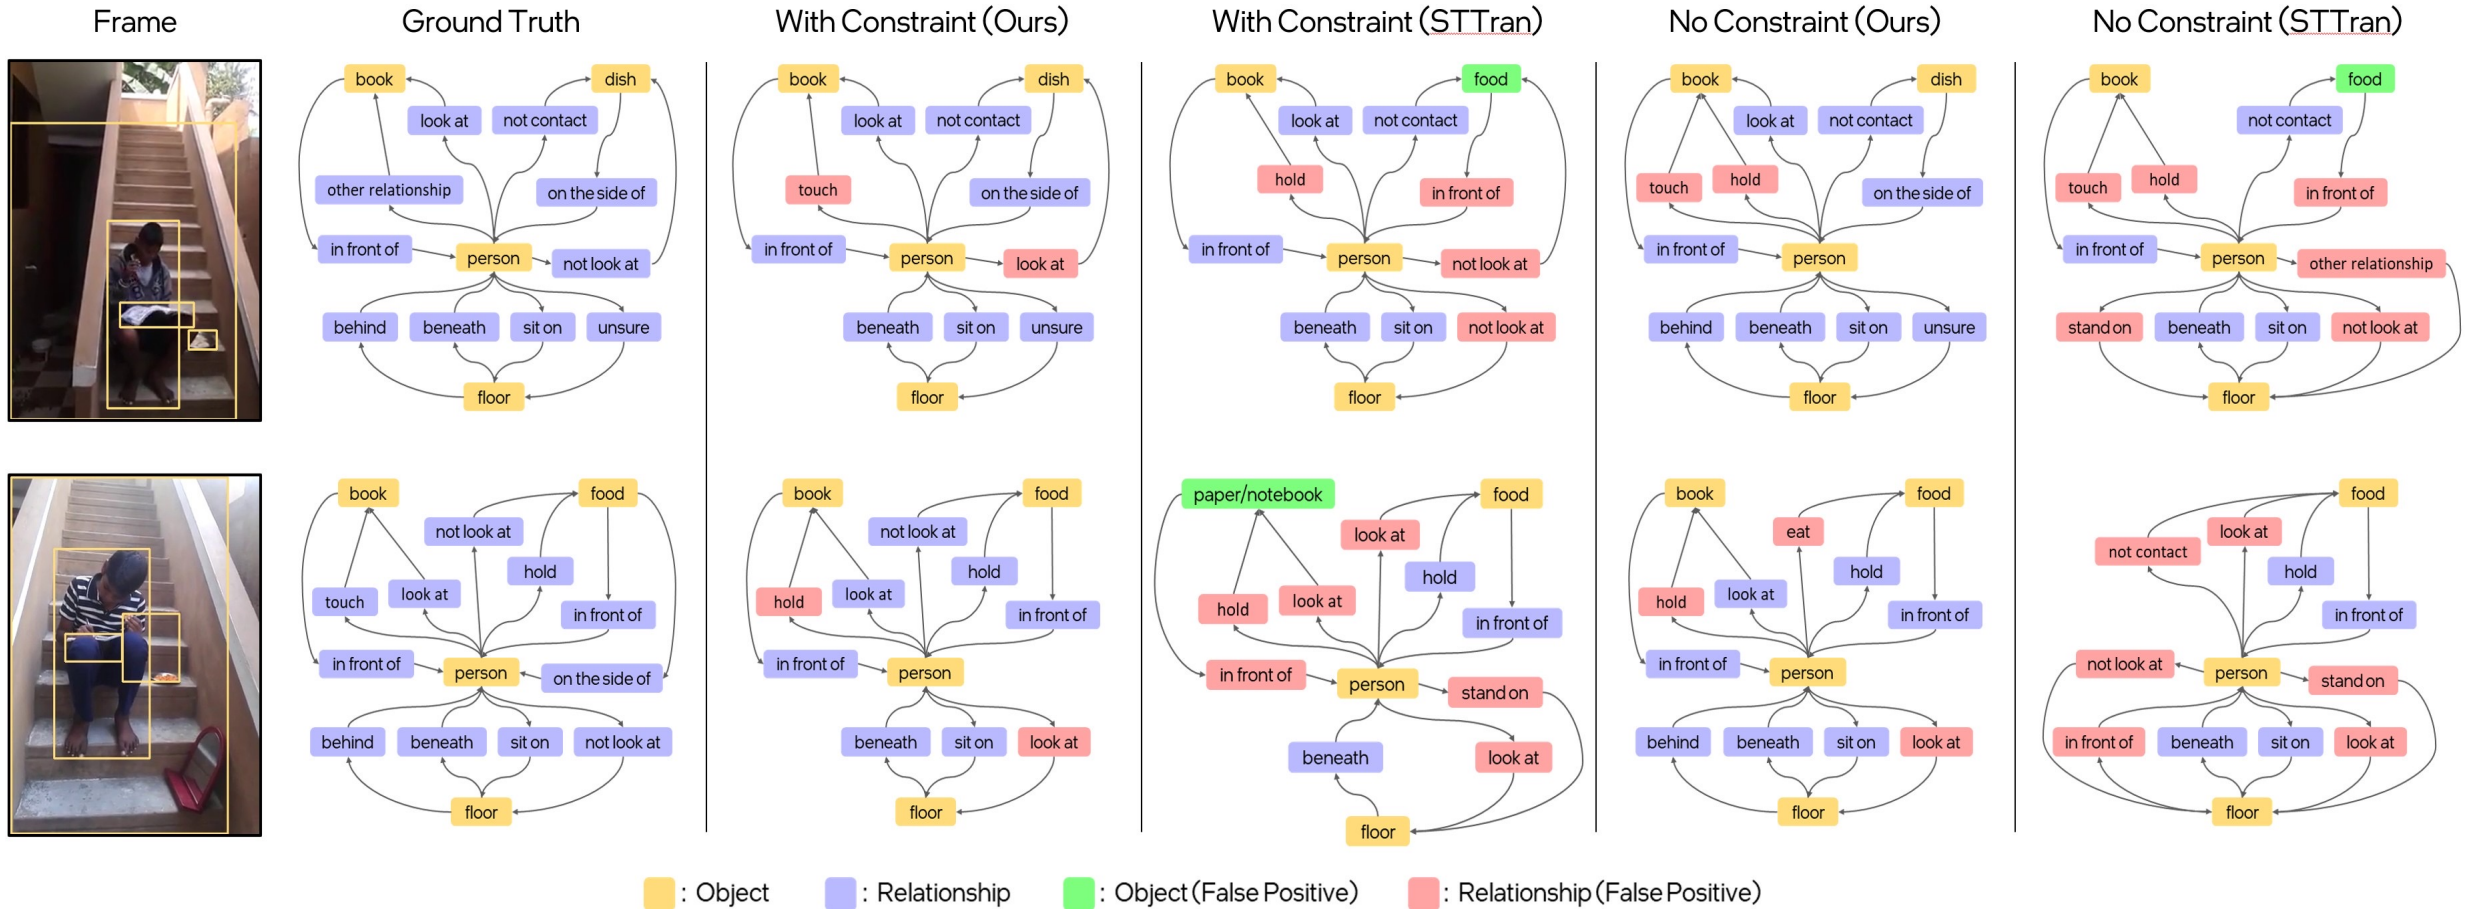 Frame
Ground Truth
With Constraint (Ours)
With Constraint (STTran)
No Constraint (Ours)
No Constraint (STTran)
book
dish
look at
not contact
other relationship
on the side of
in front of
person
not look at
behind
beneath
sit on
unsure
floor
book
dish
look at
not contact
touch
on the side of
in front of
person
look at
beneath
sit on
unsure
floor
book
food
look at
not contact
hold
in front of
in front of
person
not look at
beneath
sit on
not look at
floor
book
dish
look at
not contact
touch
hold
on the side of
in front of
person
behind
beneath
sit on
unsure
floor
book
food
not contact
touch
hold
in front of
in front of
person
other relationship
stand on
beneath
sit on
not look at
floor
book
food
not look at
hold
touch
look at
in front of
in front of
person
on the side of
behind
beneath
sit on
not look at
floor
book
food
not look at
hold
hold
look at
in front of
in front of
person
beneath
sit on
look at
floor
paper/notebook
food
look at
hold
hold
look at
in front of
in front of
person
stand on
beneath
look at
floor
book
food
eat
hold
hold
look at
in front of
in front of
person
behind
beneath
sit on
look at
floor
food
look at
not contact
hold
in front of
not look at
person
stand on
in front of
beneath
sit on
look at
floor
: Object
: Relationship
: Object (False Positive)
: Relationship (False Positive)